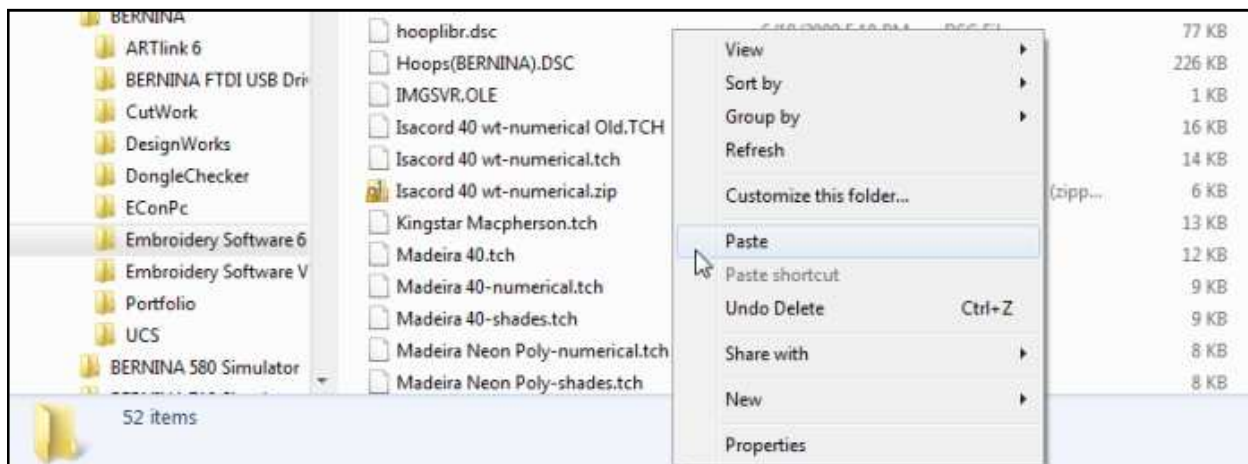 BERNINA
ARTlink 6
BERNINA FTDI USB Dri
CutWork
DesignWorks
DongleChecker
EConPc
Embroidery Software 6
Embroidery Software V
Portfolio
UCS
BERNINA 580 Simulator
hooplibr.dsc 77 KB
Hoops(BERNINA).DSC 226 KB
IMGSVR.OLE 1 KB
Isacord 40 wt-numerical Old.TCH 16 KB
Isacord 40 wt-numerical.tch 14 KB
Isacord 40 wt-numerical.zip (zipp... 6 KB
Kingstar Macpherson.tch 13 KB
Madeira 40.tch 12 KB
Madeira 40-numerical.tch 9 KB
Madeira 40-shades.tch 9 KB
Madeira Neon Poly-numerical.tch 8 KB
Madeira Neon Poly-shades.tch 8 KB
View
Sort by
Group by
Refresh
Customize this folder...
Paste
Paste shortcut
Undo Delete Ctrl+Z
Share with
New
Properties
52 items